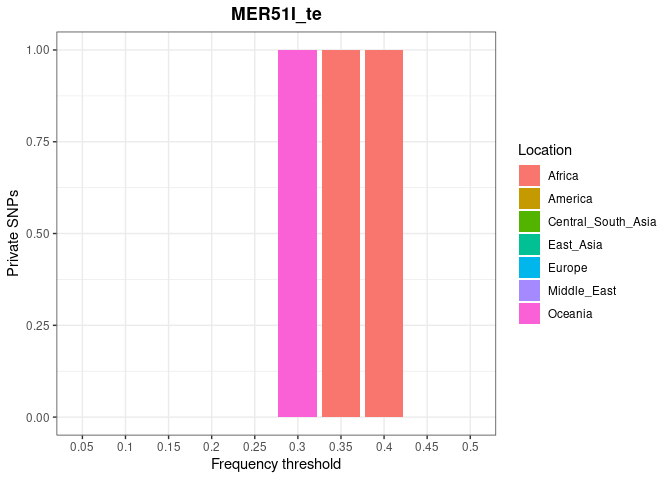 MER51I_te
1.00
0.75
0.50
0.25
0.00
Private SNPs
0.05 0.1 0.15 0.2 0.25 0.3 0.35 0.4 0.45 0.5
Frequency threshold
Location
Africa
America
Central_South_Asia
East_Asia
Europe
Middle_East
Oceania